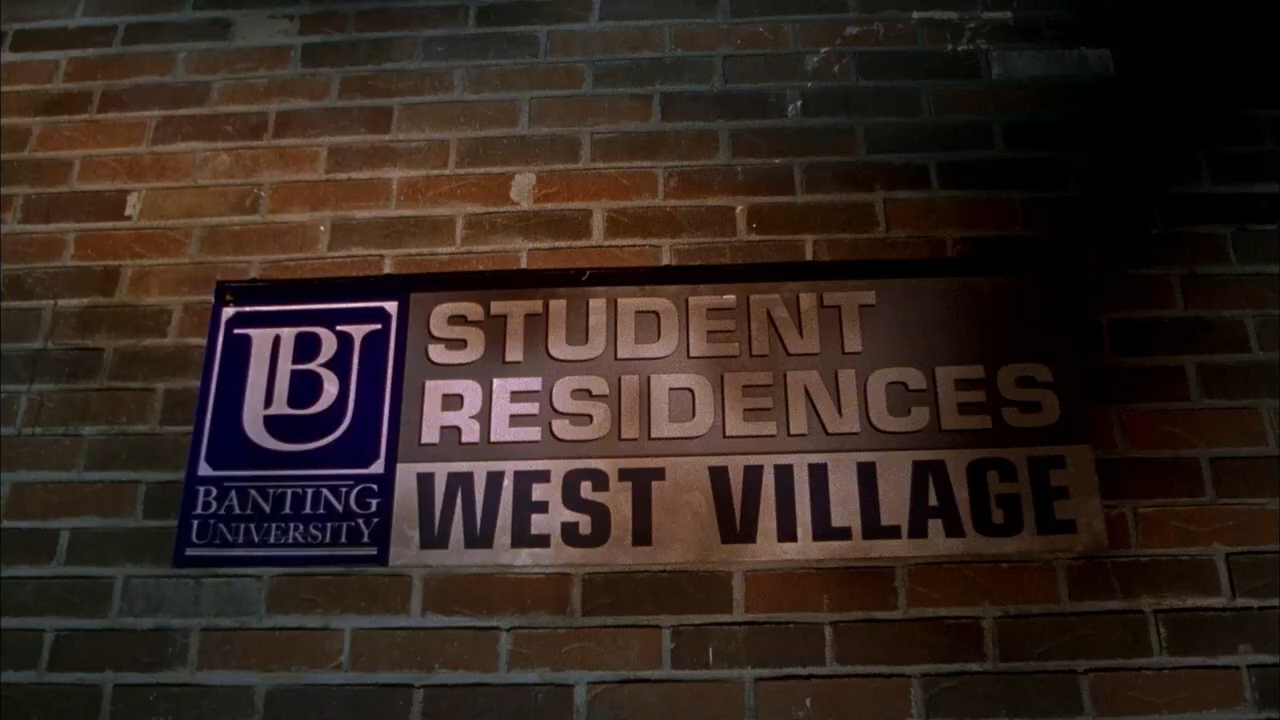 BU
BANTING
UNIVERSITY
STUDENT
RESIDENCES
WEST VILLAGE